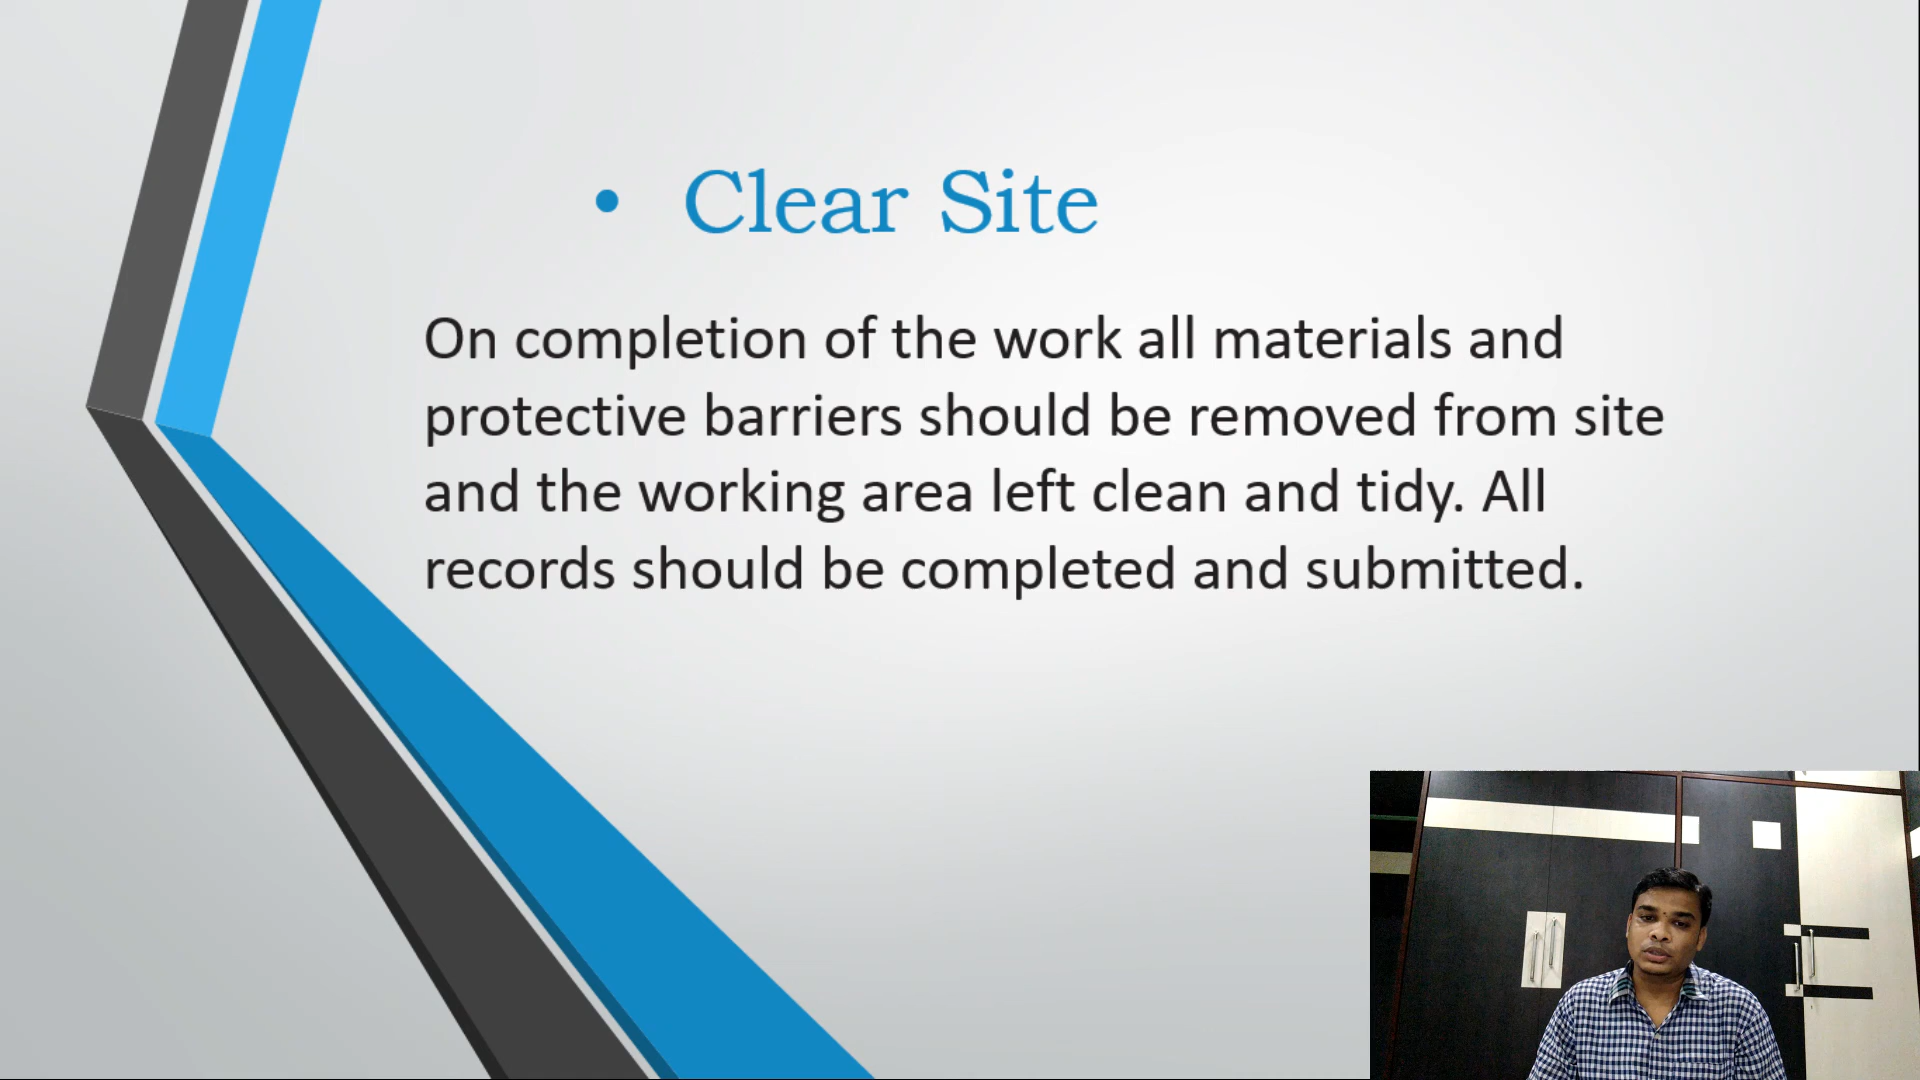 • Clear Site
On completion of the work all materials and
protective barriers should be removed from site
and the working area left clean and tidy. All
records should be completed and submitted.